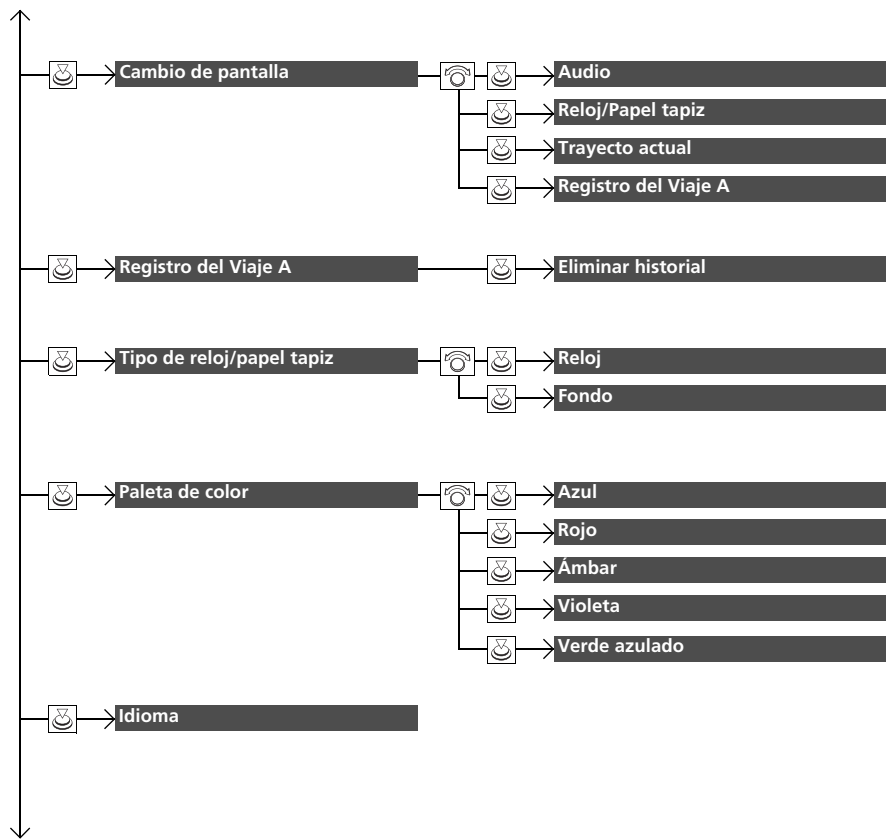 Cambio de pantalla
Audio
Reloj/Papel tapiz
Trayecto actual
Registro del Viaje A
Registro del Viaje A
Eliminar historial
Tipo de reloj/papel tapiz
Reloj
Fondo
Paleta de color
Azul
Rojo
Ámbar
Violeta
Verde azulado
Idioma